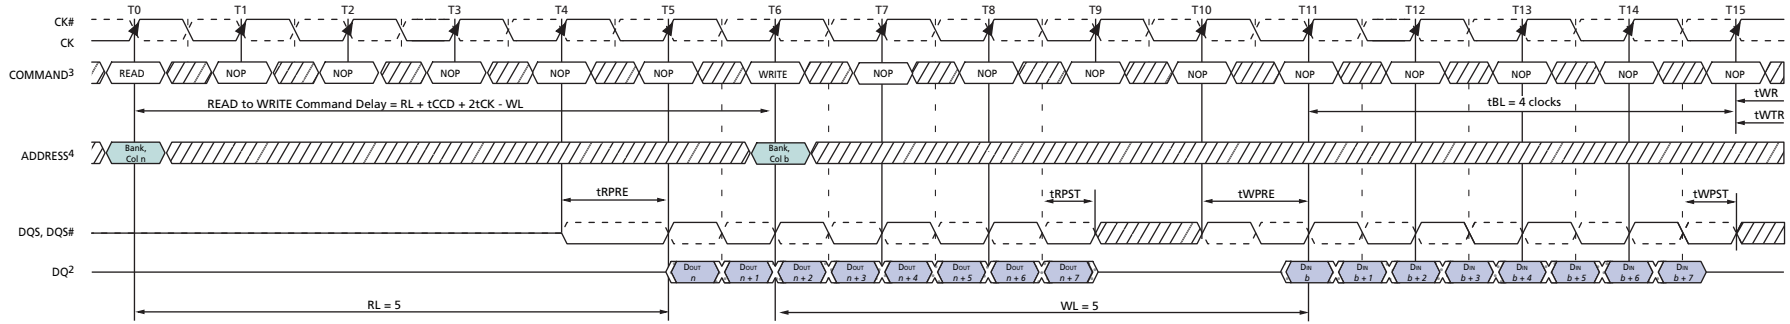 T0 T1 T2 T3 T4 T5 T6 T7 T8 T9 T10 T11 T12 T13 T14 T15
CK#
CK
COMMAND3 READ NOP NOP NOP NOP NOP WRITE NOP NOP NOP NOP NOP NOP NOP NOP NOP
READ to WRITE Command Delay = RL + tCCD + 2tCK - WL
tBL = 4 clocks
tWR
tWTR
ADDRESS4
Bank,
Col n
Bank,
Col b
tRPRE tRPST tWPRE tWPST
DQS, DQS#
DQ2
DOUT DOUT DOUT DOUT DOUT DOUT DOUT DOUT DIN DIN DIN DIN DIN DIN DIN DIN
n n + 1 n + 2 n + 3 n + 4 n + 5 n + 6 n + 7 b b + 1 b + 2 b + 3 b + 4 b + 5 b + 6 b + 7
RL = 5 WL = 5